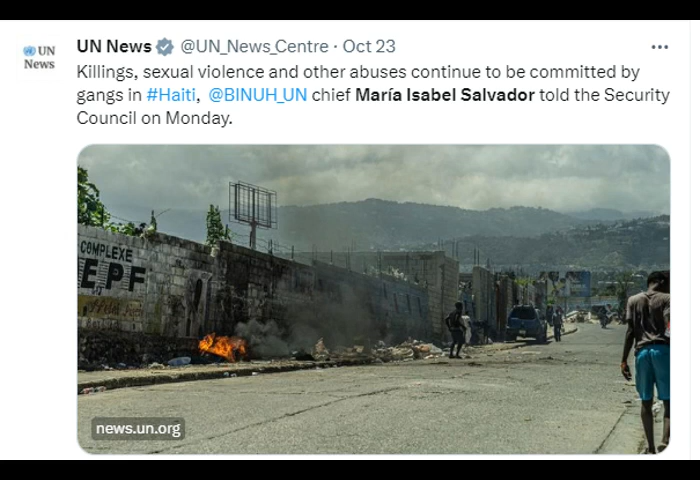 UN News @UN_News_Centre · Oct 23
UN
News
Killings, sexual violence and other abuses continue to be committed by
gangs in #Haiti, @BINUH_UN chief María Isabel Salvador told the Security
Council on Monday.
COMPLEXE
EPF
news.un.org